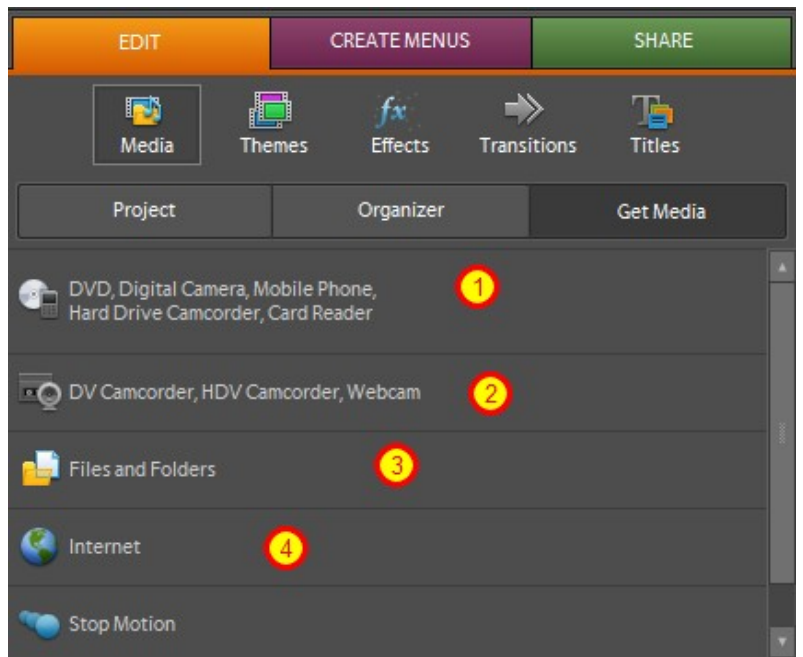 EDIT CREATE MENUS SHARE
fx
Media Themes Effects Transitions Titles
Project Organizer Get Media
DVD, Digital Camera, Mobile Phone, 1
Hard Drive Camcorder, Card Reader
DV Camcorder, HDV Camcorder, Webcam 2
Files and Folders 3
Internet 4
Stop Motion